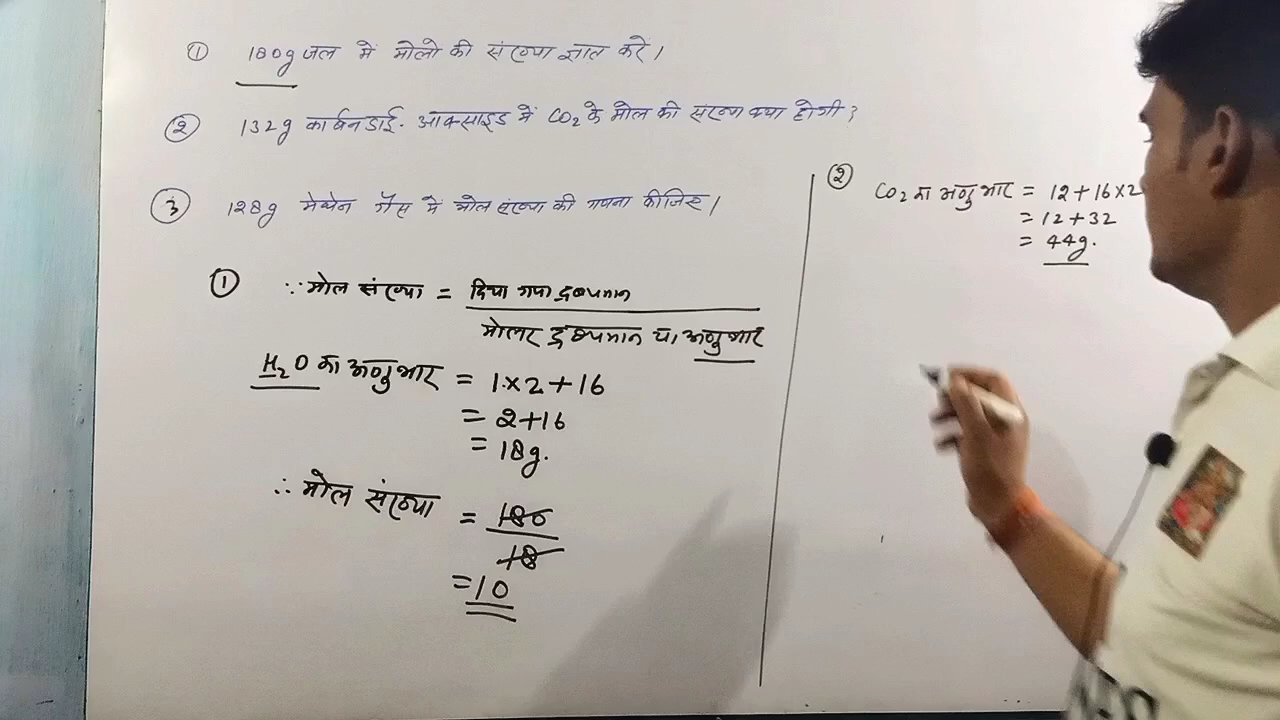 ① 180g जल में मोलो की संख्या ज्ञात करें।
② 132g कार्बन डाई. ऑक्साइड में CO₂ के मोल की संख्या क्या होगी?
③ 128g मेथेन गैस में मोल संख्या की गणना कीजिए।
① ∵ मोल संख्या = दिया गया द्रव्यमान
मोलर द्रव्यमान या अणुभार
H₂O का अणुभार = 1×2+16
= 2+16
= 18g.
∴ मोल संख्या = 180
18
= 10
② CO₂ का अणुभार = 12+16×2
= 12+32
= 44g.